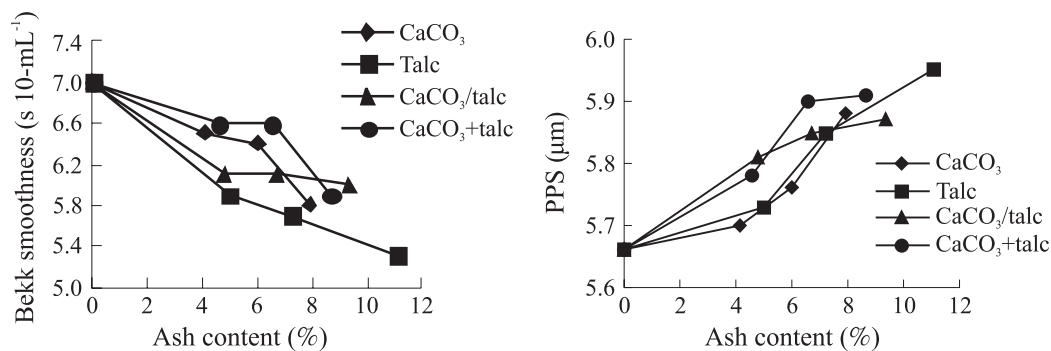 Bekk smoothness (s 10-mL⁻¹)
7.4
7.0
6.6
6.2
5.8
5.4
5.0
0
2
4
6
8
10
12
Ash content (%)
CaCO₃
Talc
CaCO₃/talc
CaCO₃+talc
PPS (µm)
6.0
5.9
5.8
5.7
5.6
0
2
4
6
8
10
12
Ash content (%)
CaCO₃
Talc
CaCO₃/talc
CaCO₃+talc